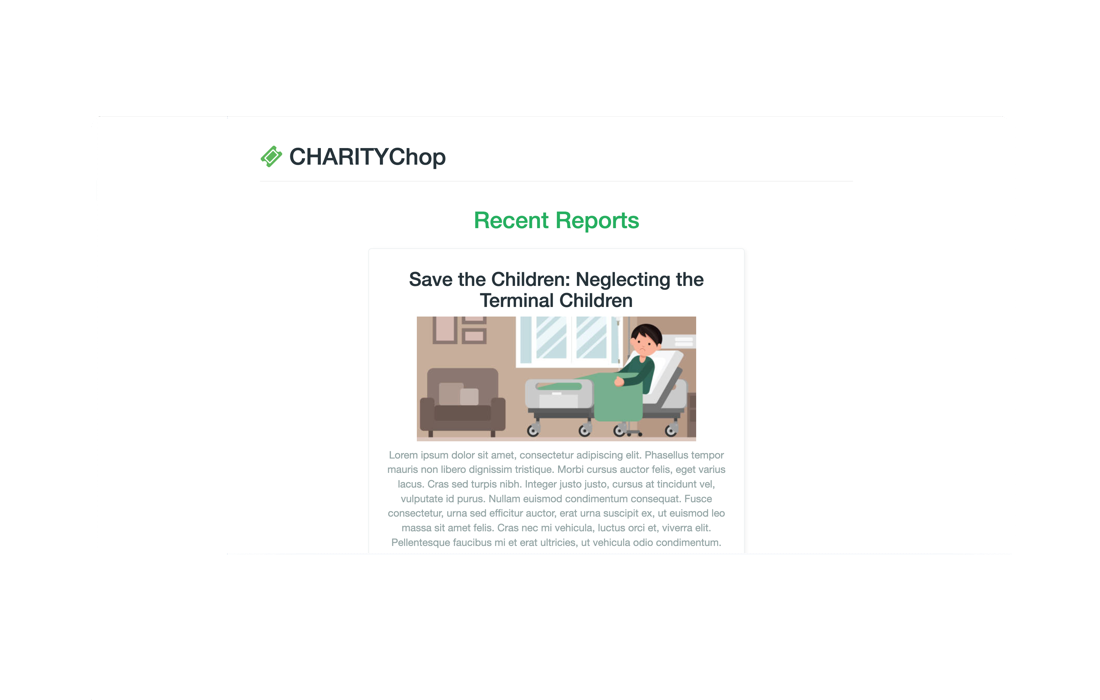 CHARITYChop
Recent Reports
Save the Children: Neglecting the
Terminal Children
Lorem ipsum dolor sit amet, consectetur adipiscing elit. Phasellus tempor
mauris non libero dignissim tristique. Morbi cursus auctor felis, eget varius
lacus. Cras sed turpis nibh. Integer justo justo, cursus at tincidunt vel,
vulputate id purus. Nullam euismod condimentum consequat. Fusce
consectetur, urna sed efficitur auctor, erat urna suscipit ex, ut euismod leo
massa sit amet felis. Cras nec mi vehicula, luctus orci et, viverra elit.
Pellentesque faucibus mi et erat ultricies, ut vehicula odio condimentum.